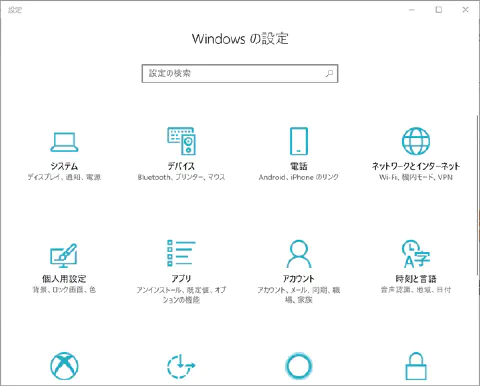 設定
Windows の設定
設定の検索
システム
ディスプレイ、通知、電源
デバイス
Bluetooth、プリンター、マウス
電話
Android、iPhone のリンク
ネットワークとインターネット
Wi-Fi、機内モード、VPN
個人用設定
背景、ロック画面、色
アプリ
アンインストール、既定値、オプ
ションの機能
アカウント
アカウント、メール、同期、職
場、家族
時刻と言語
音声認識、地域、日付